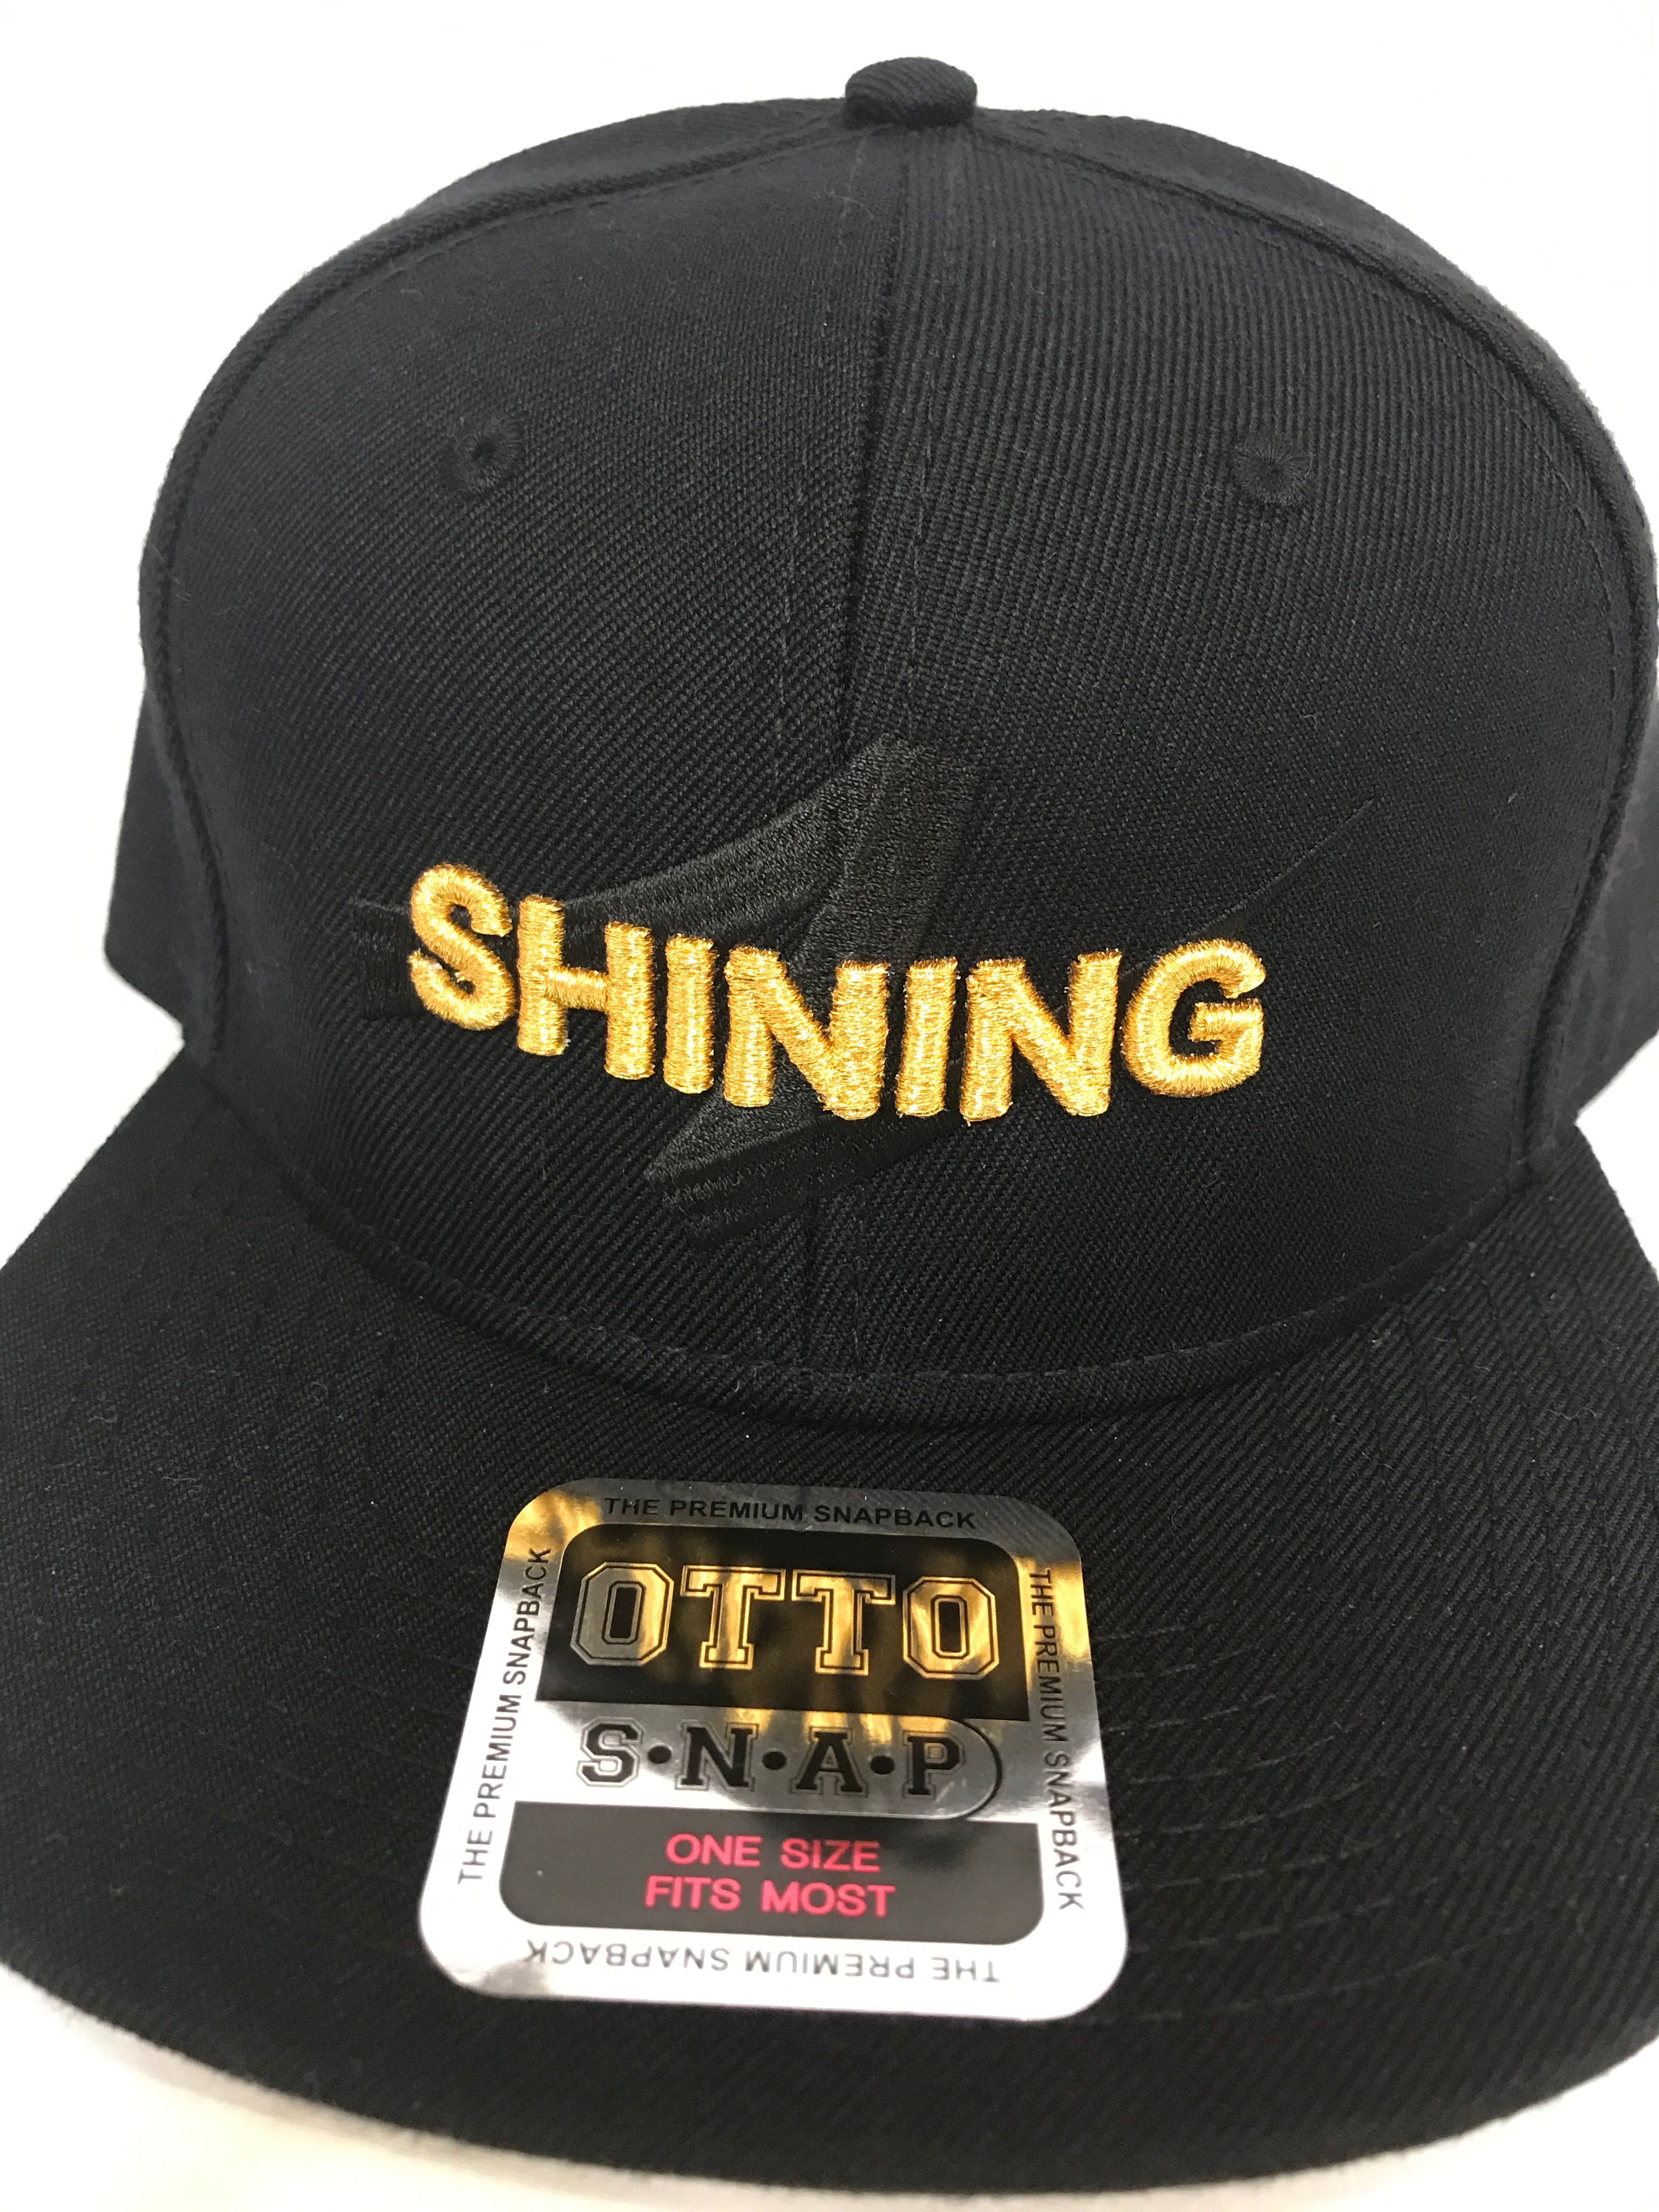 SHINING
THE PREMIUM SNAPBACK
OTTO
S•N•A•P
ONE SIZE
FITS MOST
THE PREMIUM SNAPBACK
THE PREMIUM SNAPBACK
THE PREMIUM SNAPBACK